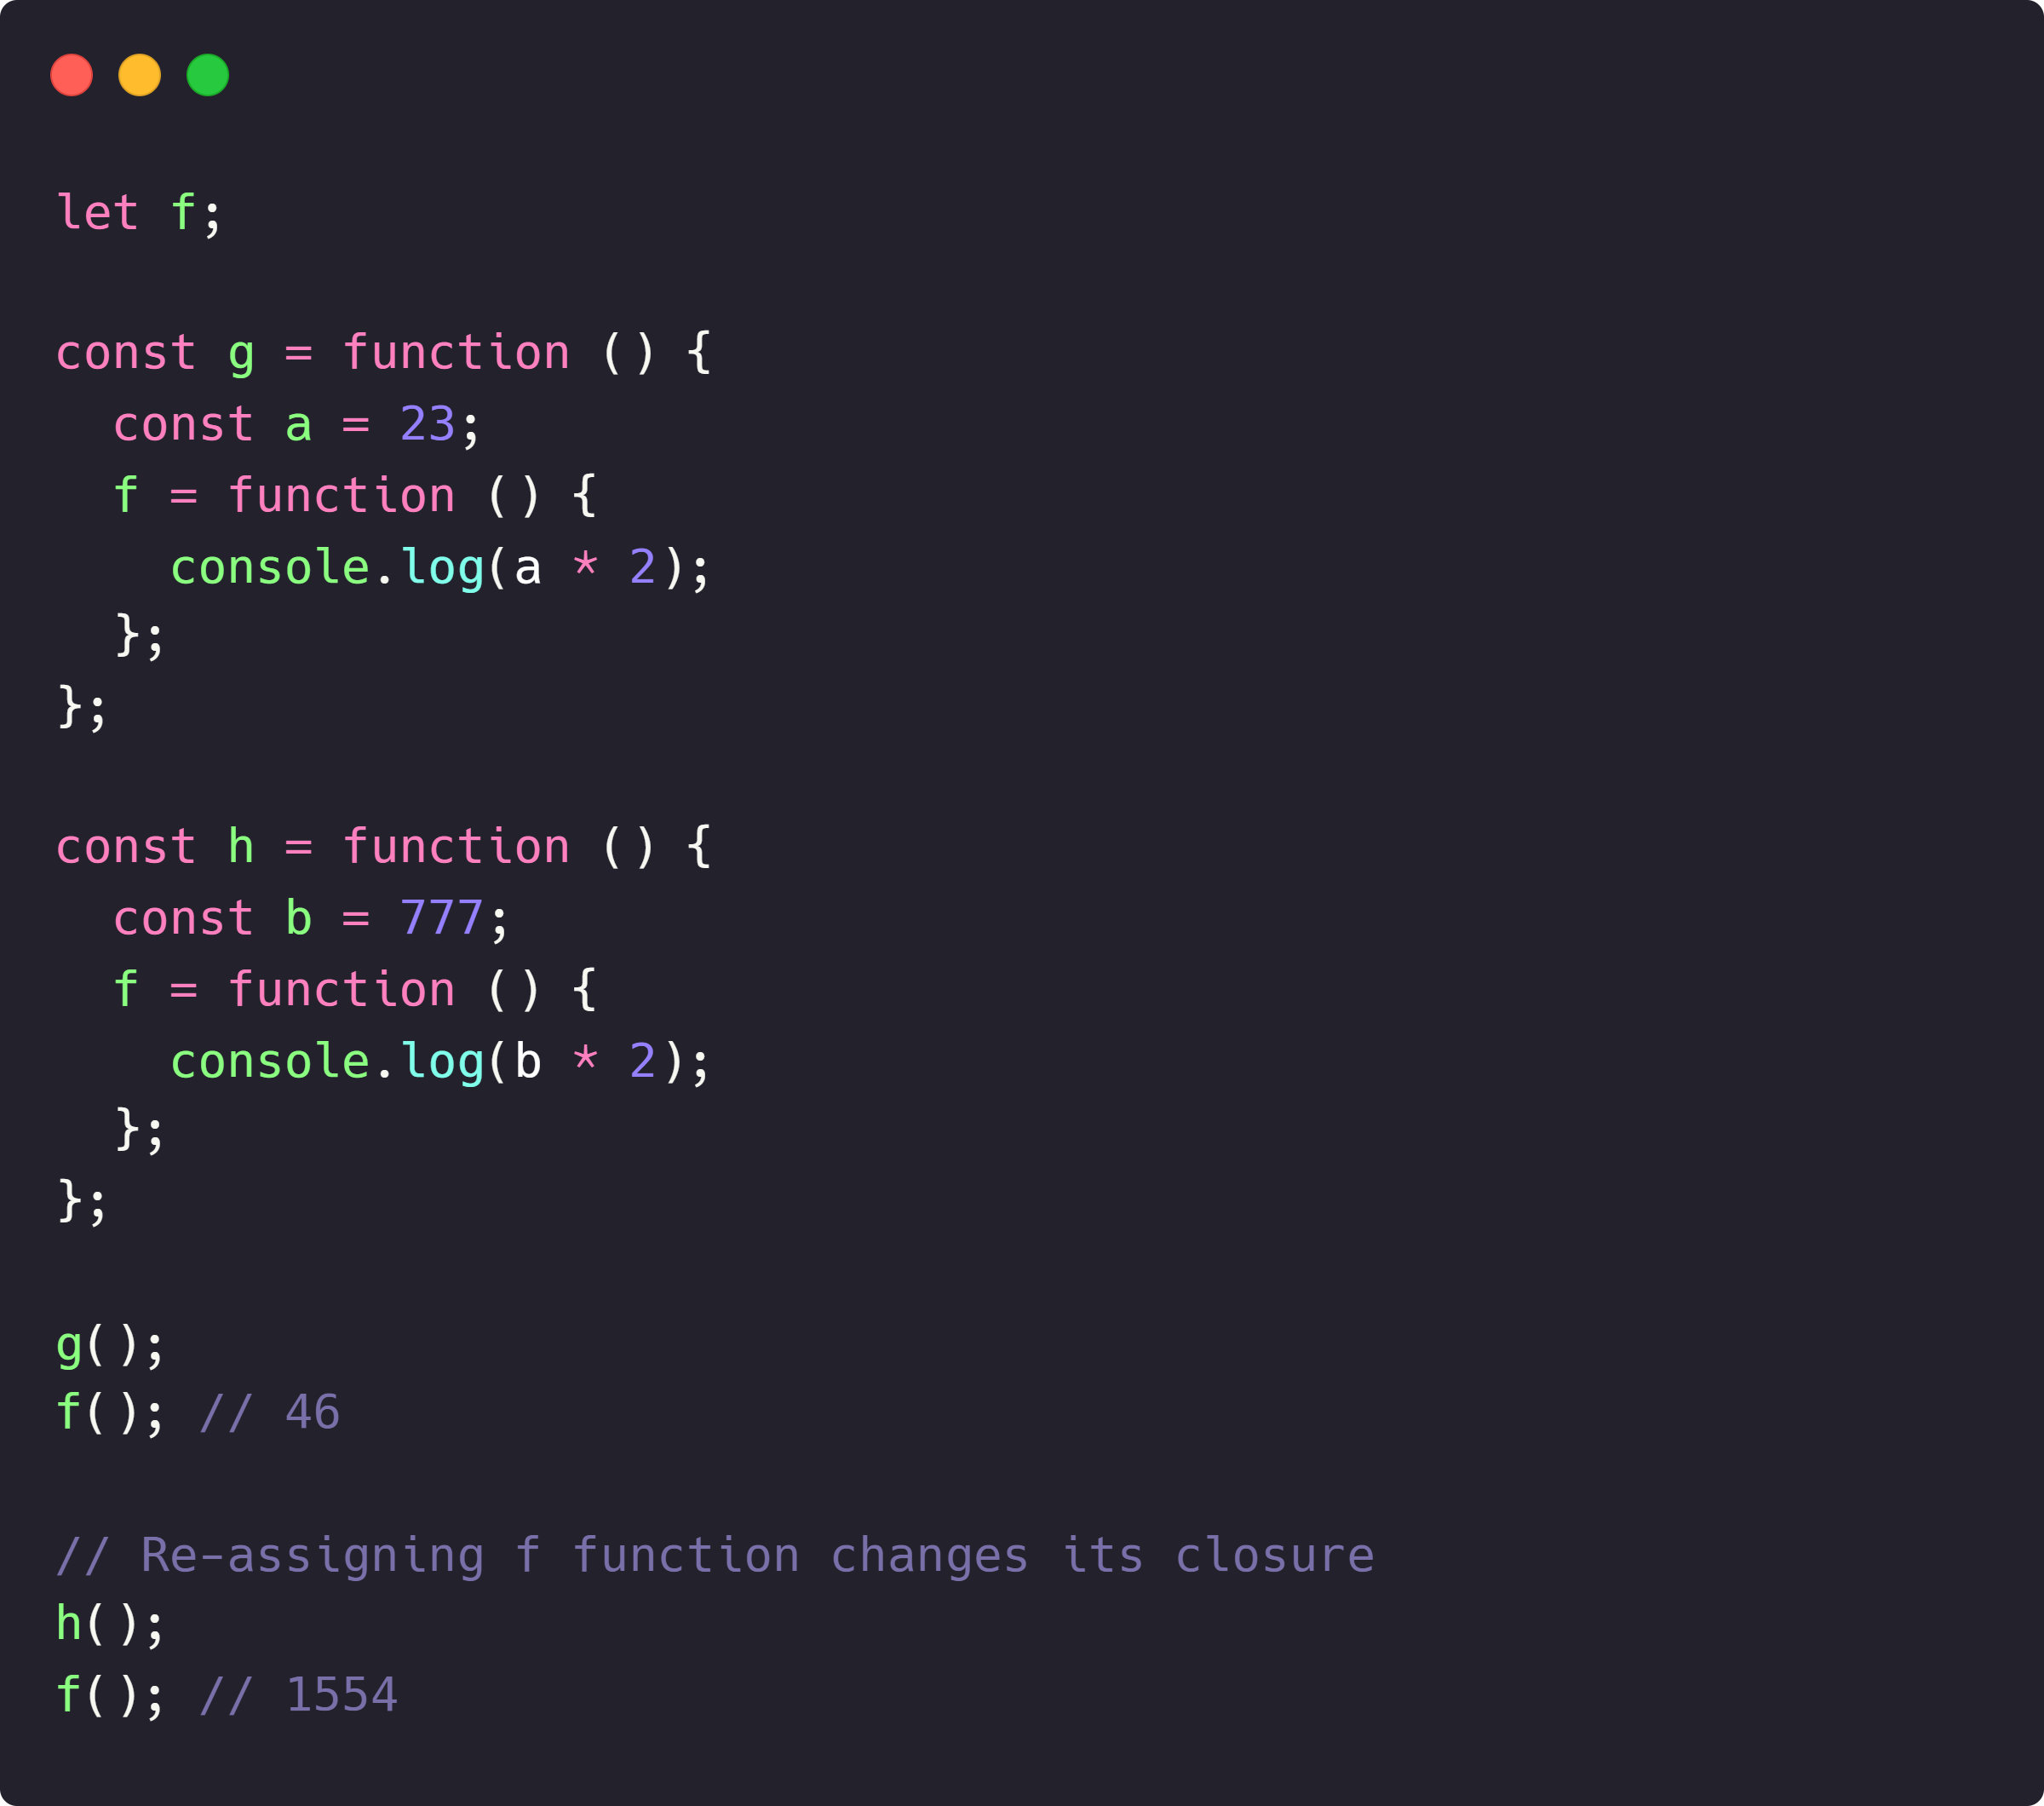 let f;

const g = function () {
  const a = 23;
  f = function () {
    console.log(a * 2);
  };
};

const h = function () {
  const b = 777;
  f = function () {
    console.log(b * 2);
  };
};

g();
f(); // 46

// Re-assigning f function changes its closure
h();
f(); // 1554